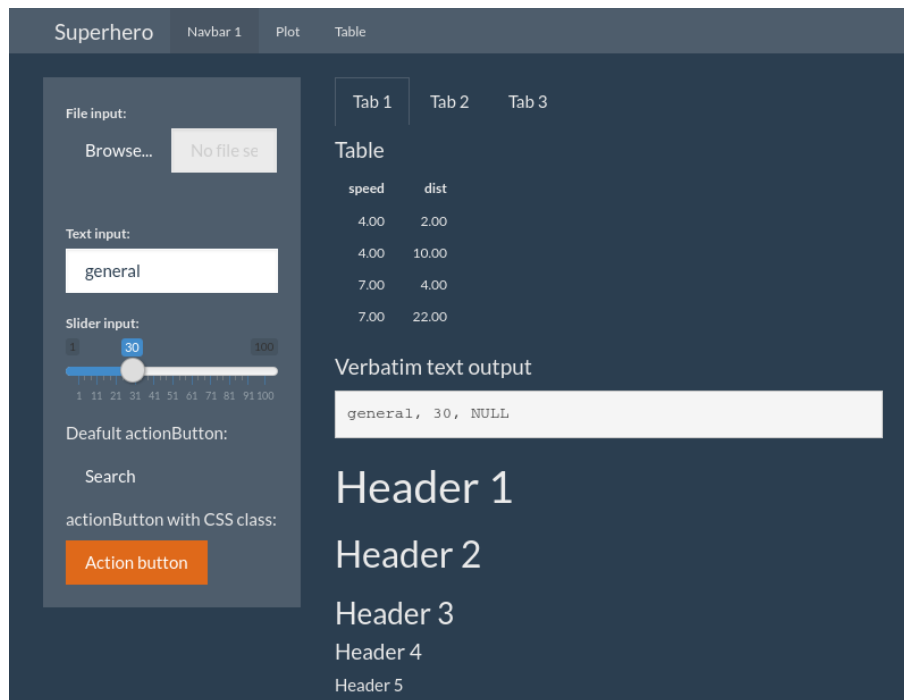 Superhero Navbar 1 Plot Table
File input:
Browse... No file se
Text input:
general
Slider input:
1 30 100
1 11 21 31 41 51 61 71 81 91 100
Deafult actionButton:
Search
actionButton with CSS class:
Action button
Tab 1 Tab 2 Tab 3
Table
speed dist
4.00 2.00
4.00 10.00
7.00 4.00
7.00 22.00
Verbatim text output
general, 30, NULL
Header 1
Header 2
Header 3
Header 4
Header 5